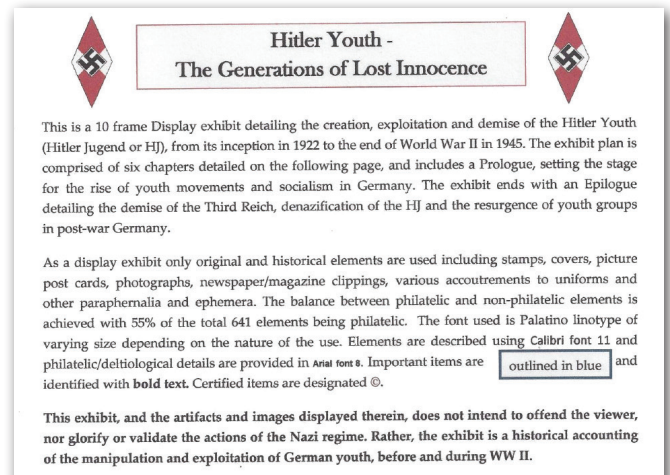 Hitler Youth -
The Generations of Lost Innocence
This is a 10 frame Display exhibit detailing the creation, exploitation and demise of the Hitler Youth
(Hitler Jugend or HJ), from its inception in 1922 to the end of World War II in 1945. The exhibit plan is
comprised of six chapters detailed on the following page, and includes a Prologue, setting the stage
for the rise of youth movements and socialism in Germany. The exhibit ends with an Epilogue
detailing the demise of the Third Reich, denazification of the HJ and the resurgence of youth groups
in post-war Germany.
As a display exhibit only original and historical elements are used including stamps, covers, picture
post cards, photographs, newspaper/magazine clippings, various accoutrements to uniforms and
other paraphernalia and ephemera. The balance between philatelic and non-philatelic elements is
achieved with 55% of the total 641 elements being philatelic. The font used is Palatino linotype of
varying size depending on the nature of the use. Elements are described using Calibri font 11 and
philatelic/deltiological details are provided in Arial font 8. Important items are outlined in blue and
identified with bold text. Certified items are designated ©.
This exhibit, and the artifacts and images displayed therein, does not intend to offend the viewer,
nor glorify or validate the actions of the Nazi regime. Rather, the exhibit is a historical accounting
of the manipulation and exploitation of German youth, before and during WW II.